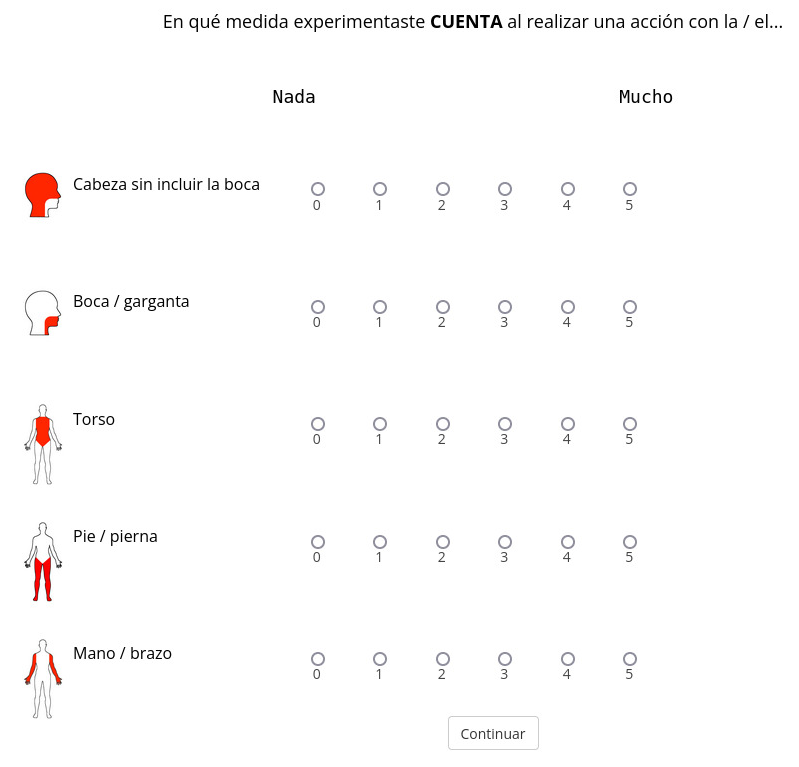 En qué medida experimentaste CUENTA al realizar una acción con la / el...
Nada Mucho
Cabeza sin incluir la boca
0 1 2 3 4 5
Boca / garganta
0 1 2 3 4 5
Torso
0 1 2 3 4 5
Pie / pierna
0 1 2 3 4 5
Mano / brazo
0 1 2 3 4 5
Continuar